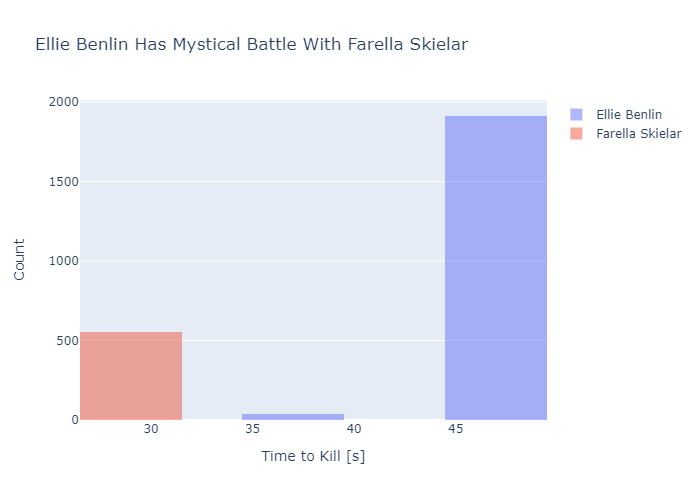 Ellie Benlin Has Mystical Battle With Farella Skielar
Ellie Benlin
Farella Skielar
2000
1500
1000
500
0
Count
30
35
40
45
Time to Kill [s]